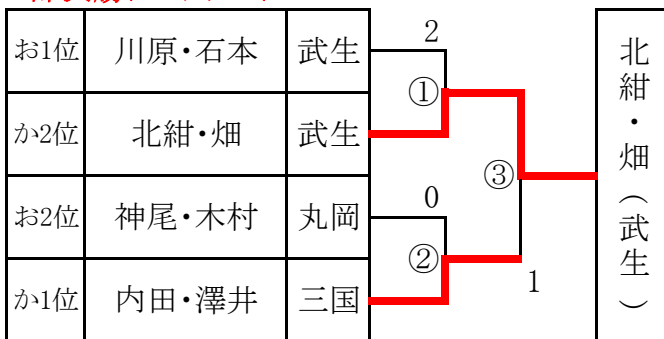 お1位 川原・石本 武生
か2位 北紺・畑 武生
お2位 神尾・木村 丸岡
か1位 内田・澤井 三国
2
①
③
0
②
1
北紺・畑（武生）